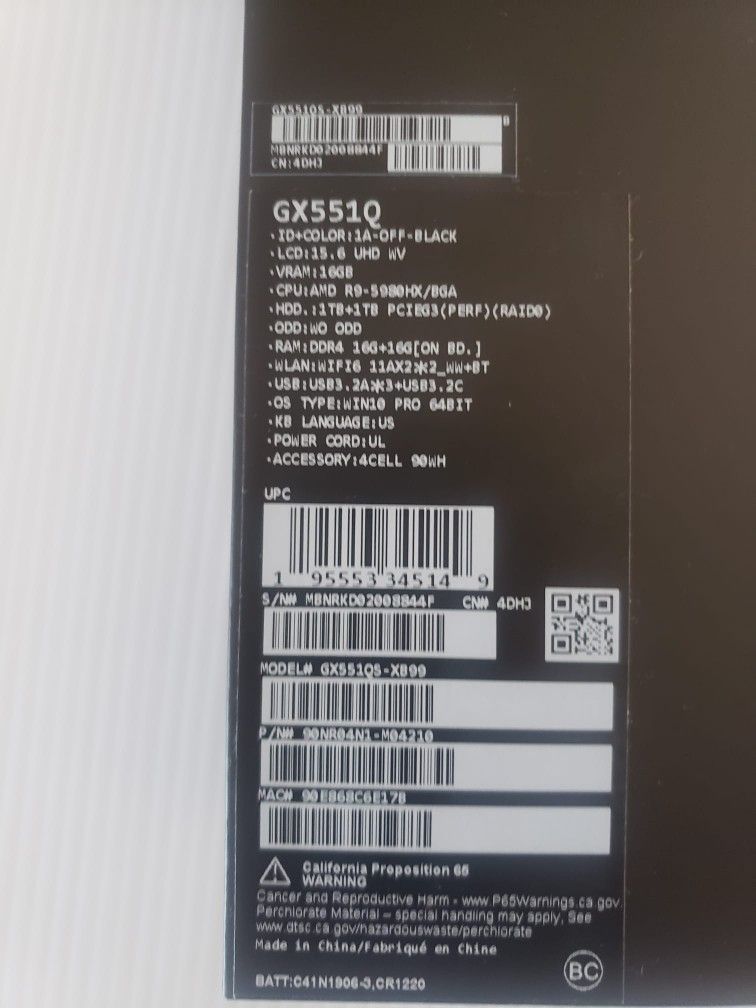 GX551QS-XB99
B
MBNRKD02008844F
CN:4DHJ
GX551Q
·ID+COLOR:1A-OFF-BLACK
·LCD:15.6 UHD WV
·VRAM:16GB
·CPU:AMD R9-5980HX/BGA
·HDD.:1TB+1TB PCIEG3(PERF)(RAID0)
·ODD:WO ODD
·RAM:DDR4 16G+16G[ON BD.]
·WLAN:WIFI6 11AX2*2_WW+BT
·USB:USB3.2A*3+USB3.2C
·OS TYPE:WIN10 PRO 64BIT
·KB LANGUAGE:US
·POWER CORD:UL
·ACCESSORY:4CELL 90WH
UPC
1 95553 34514 9
S/N# MBNRKD02008844F CN# 4DHJ
MODEL# GX551QS-XB99
P/N# 90NR04N1-M04210
MAC# 90E868C6E17B
California Proposition 65
WARNING
Cancer and Reproductive Harm - www.P65Warnings.ca.gov.
Perchlorate Material – special handling may apply, See
www.dtsc.ca.gov/hazardouswaste/perchlorate
Made in China/Fabriqué en Chine
BC
BATT:C41N1906-3,CR1220